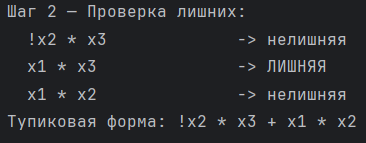 Шаг 2 — Проверка лишних:
!x2 * x3 -> нелишняя
x1 * x3 -> ЛИШНЯЯ
x1 * x2 -> нелишняя
Тупиковая форма: !x2 * x3 + x1 * x2